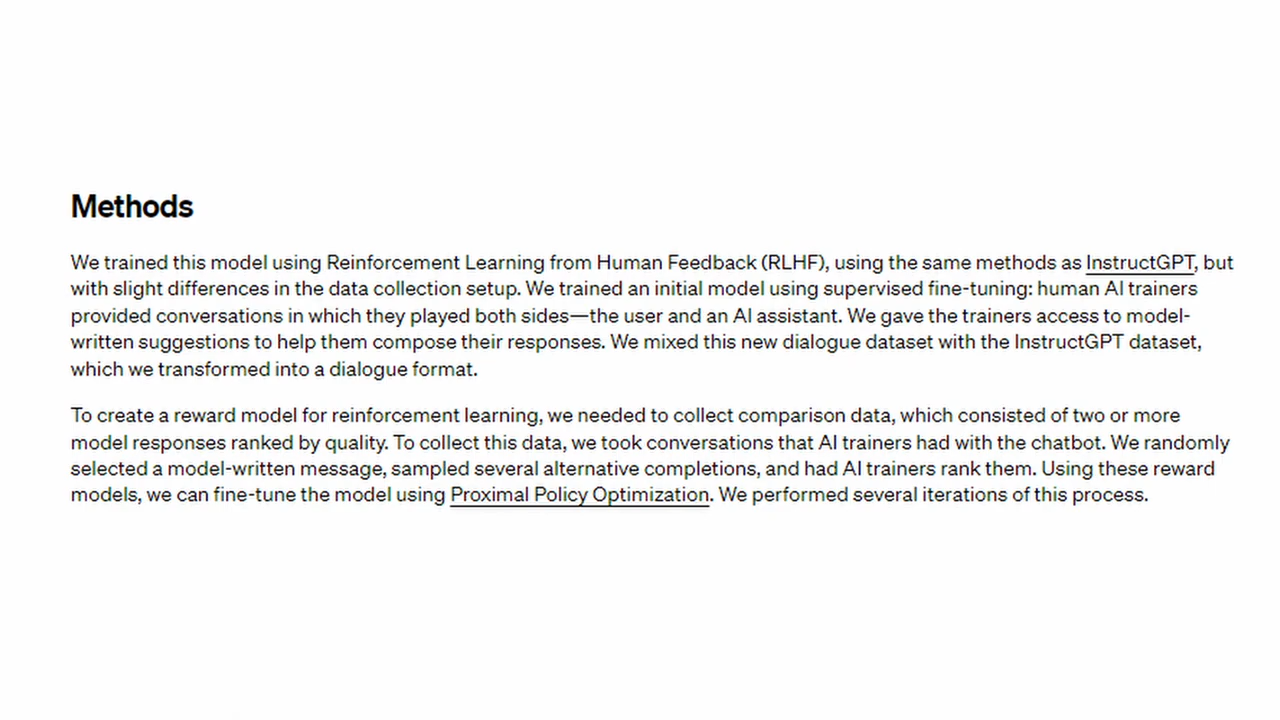 Methods
We trained this model using Reinforcement Learning from Human Feedback (RLHF), using the same methods as InstructGPT, but
with slight differences in the data collection setup. We trained an initial model using supervised fine-tuning: human AI trainers
provided conversations in which they played both sides—the user and an AI assistant. We gave the trainers access to model-
written suggestions to help them compose their responses. We mixed this new dialogue dataset with the InstructGPT dataset,
which we transformed into a dialogue format.
To create a reward model for reinforcement learning, we needed to collect comparison data, which consisted of two or more
model responses ranked by quality. To collect this data, we took conversations that AI trainers had with the chatbot. We randomly
selected a model-written message, sampled several alternative completions, and had AI trainers rank them. Using these reward
models, we can fine-tune the model using Proximal Policy Optimization. We performed several iterations of this process.